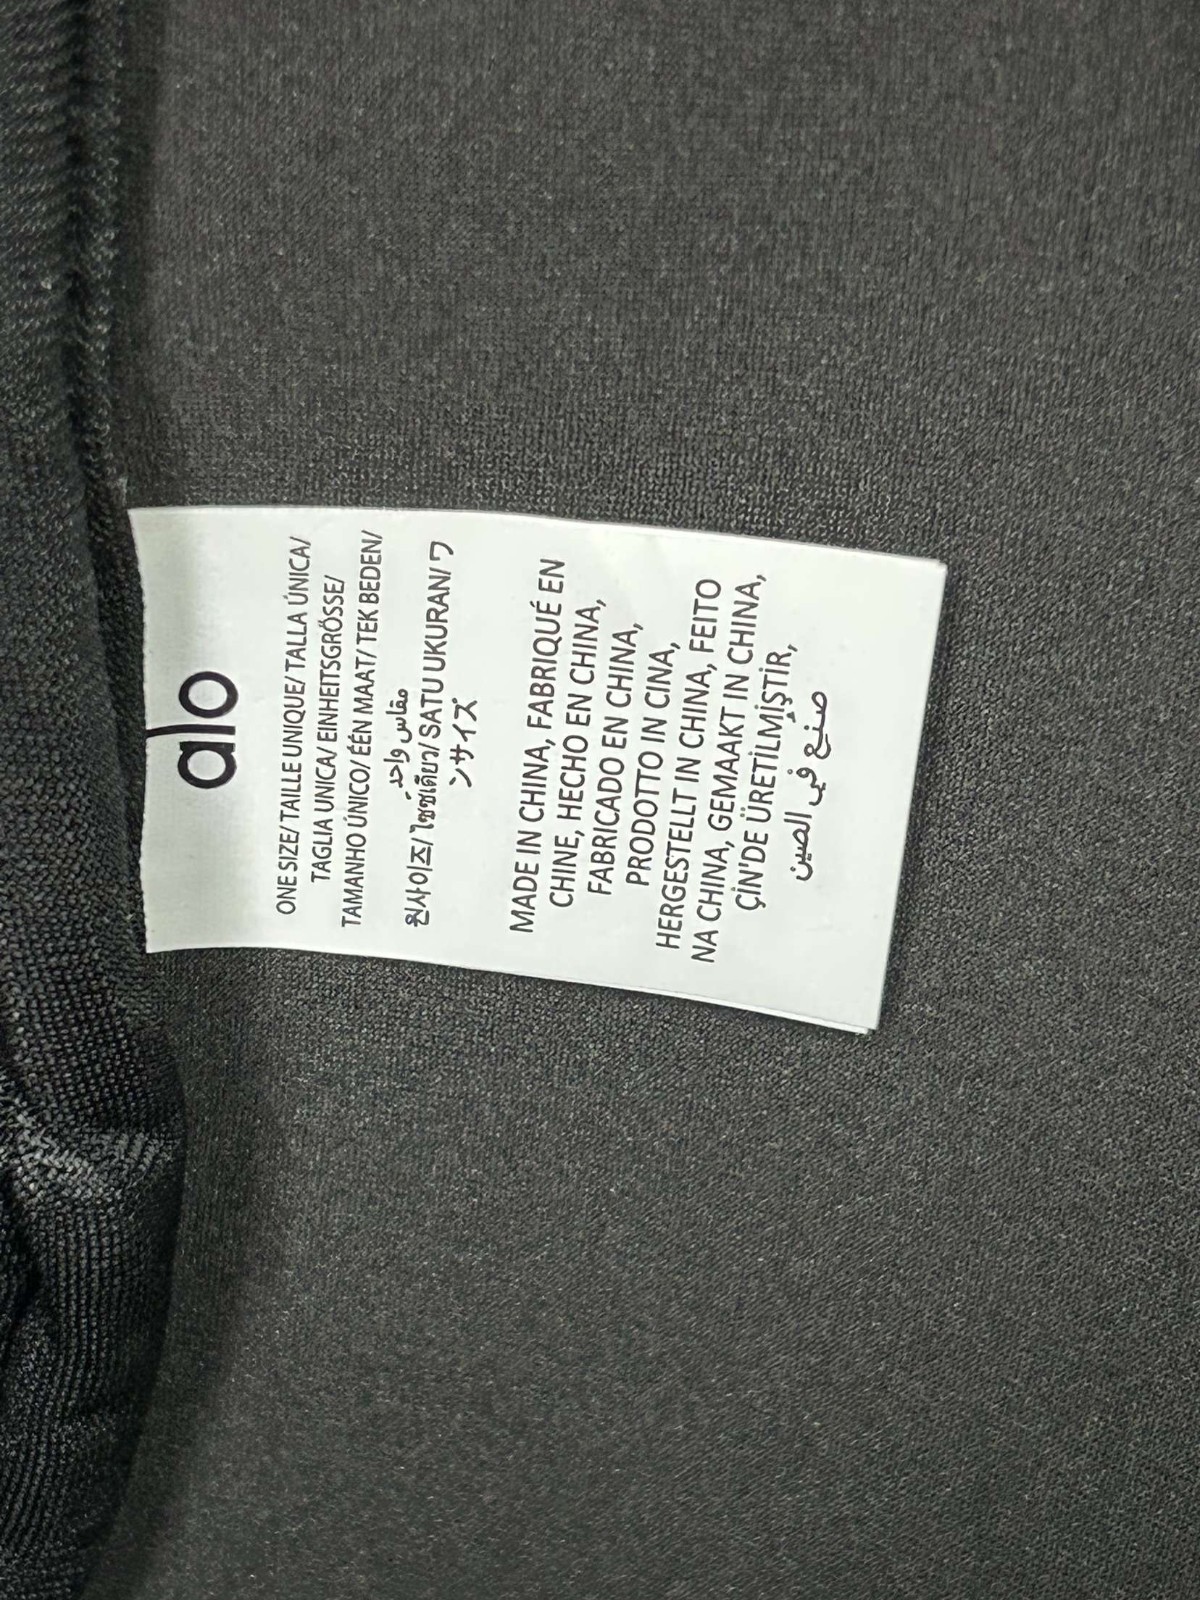 alo
ONE SIZE/ TAILLE UNIQUE/ TALLA ÚNICA/
TAGLIA UNICA/ EINHEITSGRÖSSE/
TAMANHO ÚNICO/ ÉÉN MAAT/ TEK BEDEN/
مقاس واحد/
원사이즈/ ไซซ์เดียว/ SATU UKURAN/ ワ
ンサイズ
MADE IN CHINA, FABRIQUÉ EN
CHINE, HECHO EN CHINA,
FABRICADO EN CHINA,
PRODOTTO IN CINA,
HERGESTELLT IN CHINA, FEITO
NA CHINA, GEMAAKT IN CHINA,
ÇİN'DE ÜRETİLMİŞTİR,
صنع في الصين